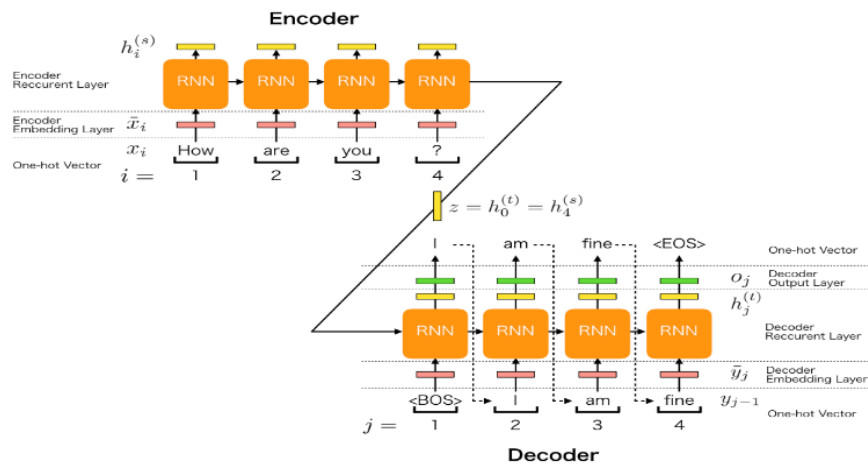 Encoder
h_i^{(s)}
RNN RNN RNN RNN
Encoder
Reccurent Layer
Encoder
Embedding Layer
x̄_i
x_i How are you ?
One-hot Vector
i = 1 2 3 4
z = h_0^{(t)} = h_4^{(s)}
I am fine <EOS> One-hot Vector
o_j Decoder
Output Layer
h_j^{(t)}
RNN RNN RNN RNN
Decoder
Reccurent Layer
ȳ_j Decoder
Embedding Layer
<BOS> I am fine y_{j-1}
One-hot Vector
j = 1 2 3 4
Decoder